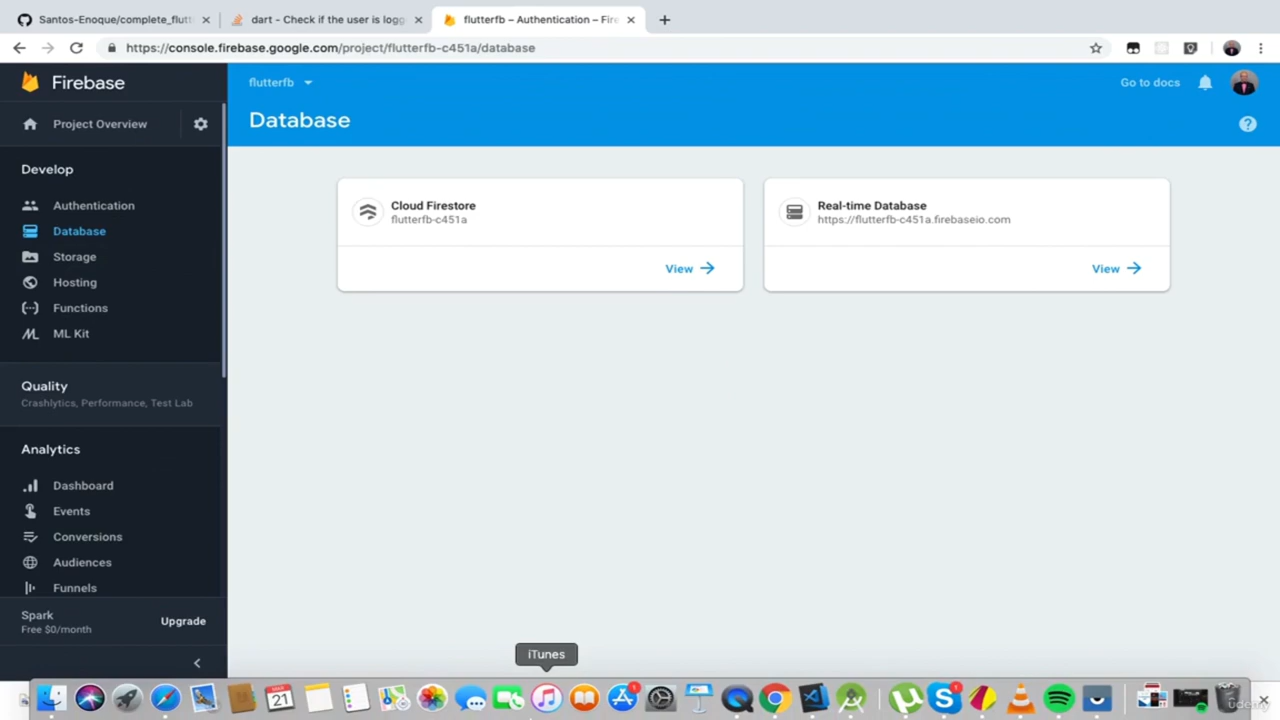 Santos-Enoque/complete_flutt
dart - Check if the user is logg
flutterfb – Authentication – Fire
https://console.firebase.google.com/project/flutterfb-c451a/database
Firebase
flutterfb
Go to docs
Project Overview
Database
Develop
Authentication
Database
Storage
Hosting
Functions
ML Kit
Cloud Firestore
flutterfb-c451a
View
Real-time Database
https://flutterfb-c451a.firebaseio.com
View
Quality
Crashlytics, Performance, Test Lab
Analytics
Dashboard
Events
Conversions
Audiences
Funnels
Spark
Free $0/month
Upgrade
iTunes
21
1
udemy